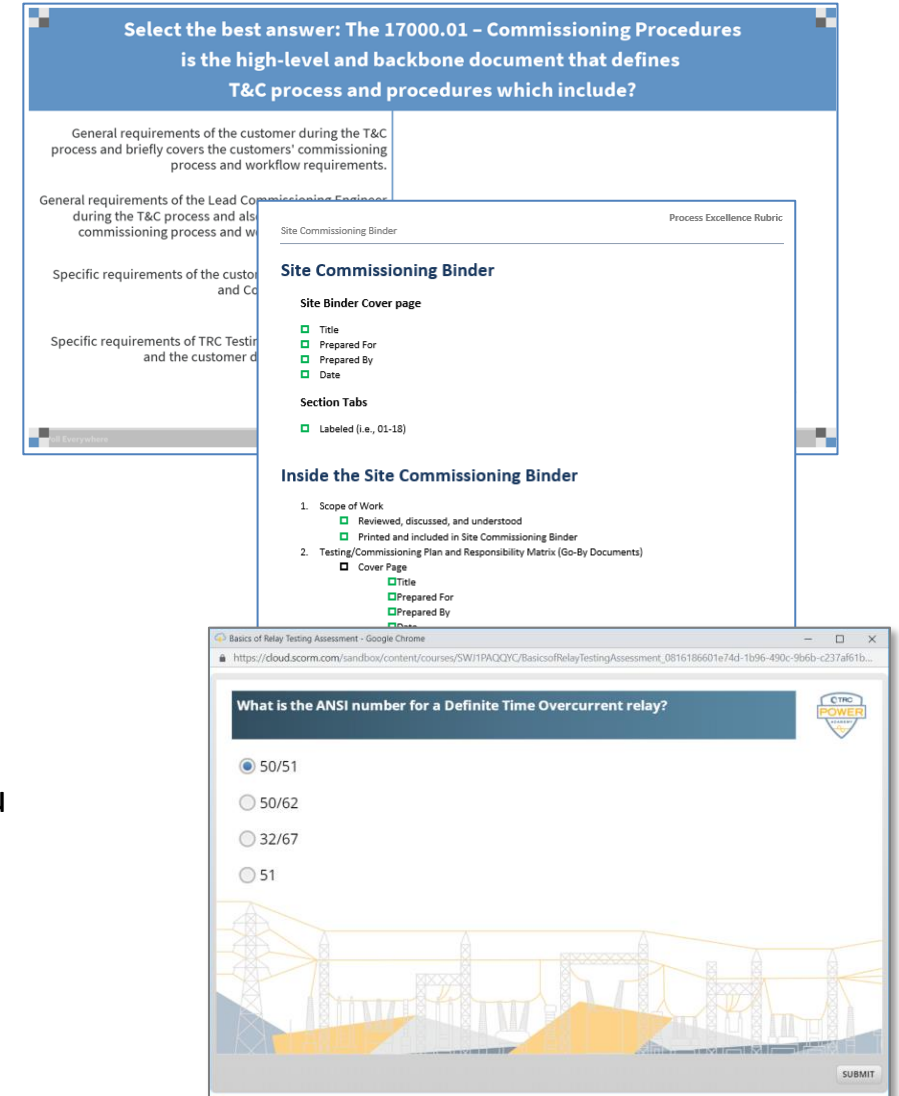 Select the best answer: The 17000.01 – Commissioning Procedures
is the high-level and backbone document that defines
T&C process and procedures which include?
General requirements of the customer during the T&C
process and briefly covers the customers' commissioning
process and workflow requirements.
General requirements of the Lead Commissioning Engineer
during the T&C process and
commissioning process and
Specific requirements of the
and
Specific requirements of TRC
and the customer
Poll Everywhere
Process Excellence Rubric
Site Commissioning Binder
Site Commissioning Binder
Site Binder Cover page
Title
Prepared For
Prepared By
Date
Section Tabs
Labeled (i.e., 01-18)
Inside the Site Commissioning Binder
1. Scope of Work
Reviewed, discussed, and understood
Printed and included in Site Commissioning Binder
2. Testing/Commissioning Plan and Responsibility Matrix (Go-By Documents)
Cover Page
Title
Prepared For
Prepared By
Date
Basics of Relay Testing Assessment - Google Chrome
https://cloud.scorm.com/sandbox/content/courses/SWJ1PAQQYC/BasicsofRelayTestingAssessment_0816186601e74d-1b96-490c-9b6b-c237af61b...
What is the ANSI number for a Definite Time Overcurrent relay?
TRC
POWER
ACADEMY
50/51
50/62
32/67
51
SUBMIT